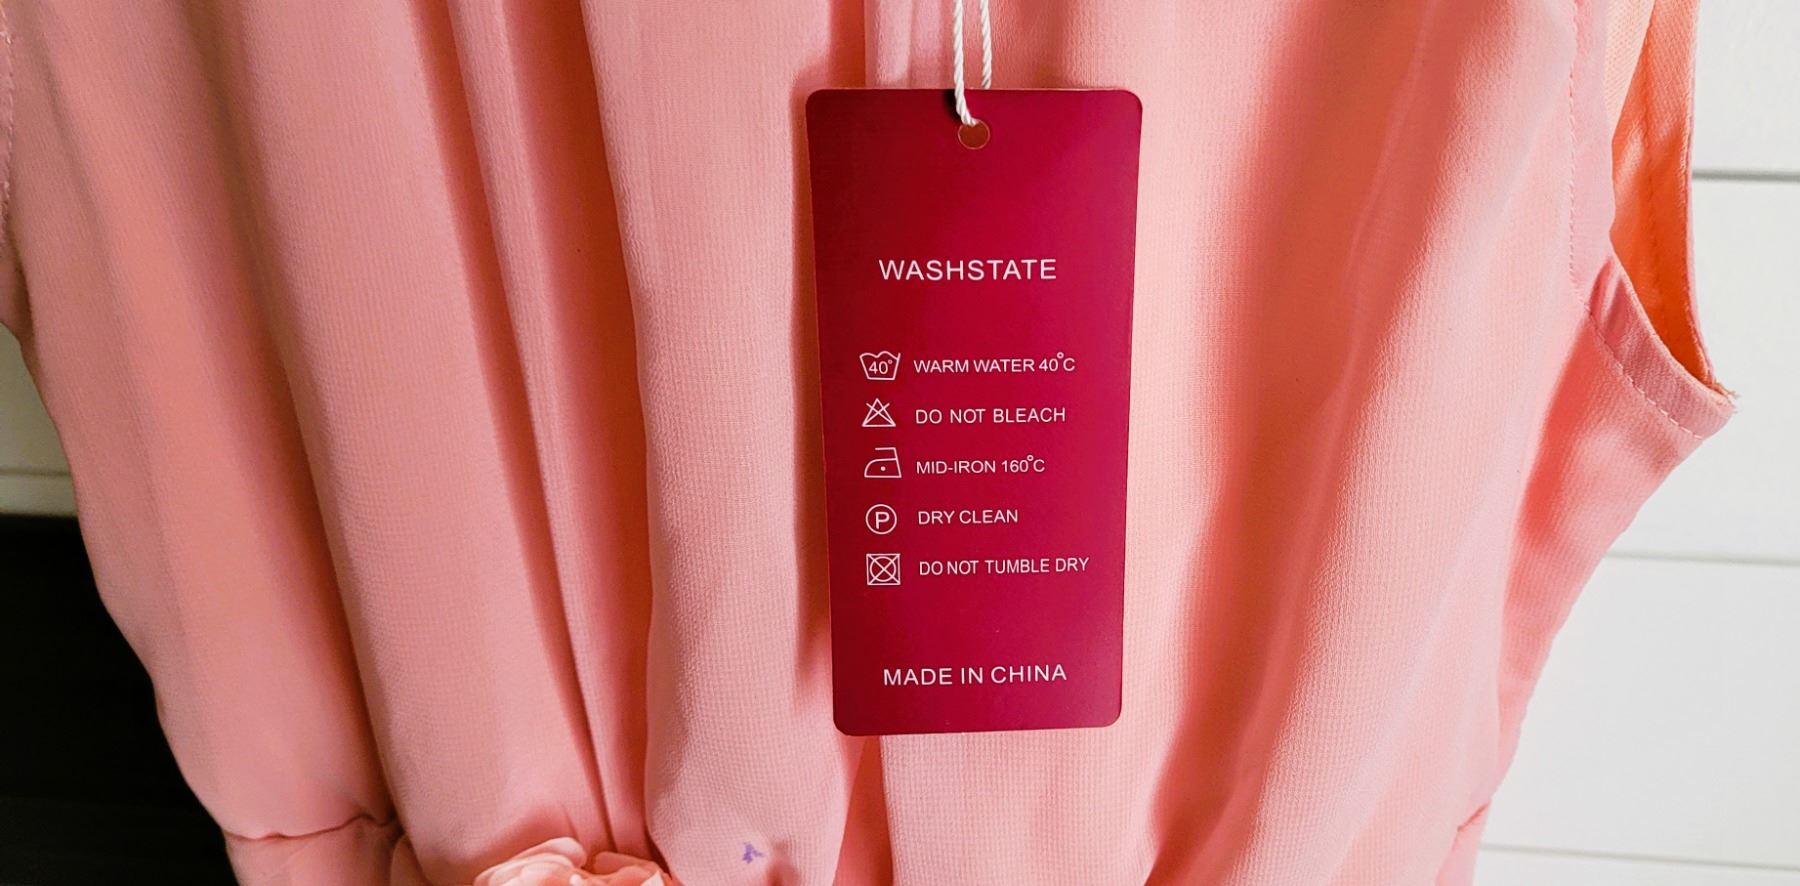 WASHSTATE
40° WARM WATER 40°C
DO NOT BLEACH
MID-IRON 160°C
P DRY CLEAN
DO NOT TUMBLE DRY
MADE IN CHINA